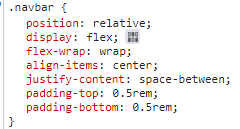 .navbar {
position: relative;
display: flex;
flex-wrap: wrap;
align-items: center;
justify-content: space-between;
padding-top: 0.5rem;
padding-bottom: 0.5rem;
}